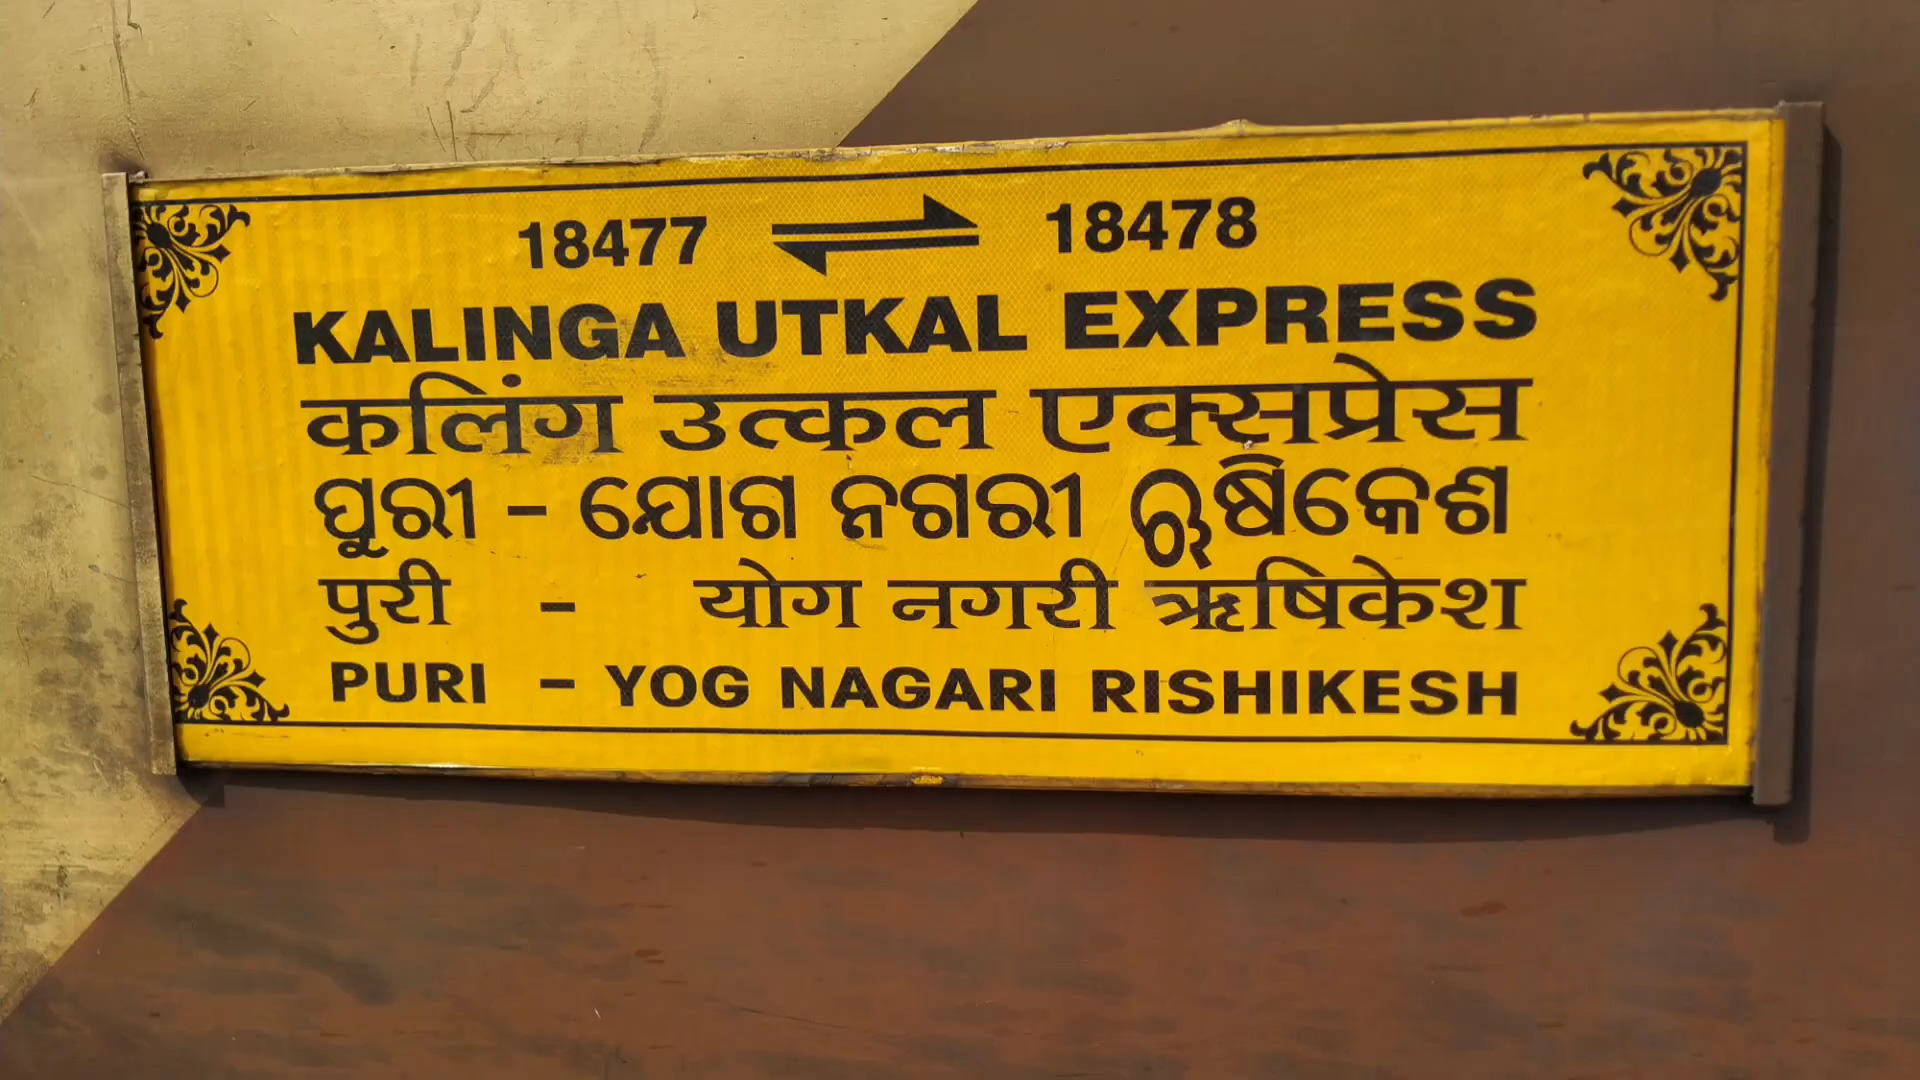 18477 ⇌ 18478
KALINGA UTKAL EXPRESS
कलिंग उत्कल एक्सप्रेस
ପୁରୀ – ଯୋଗ ନଗରୀ ଋଷିକେଶ
पुरी – योग नगरी ऋषिकेश
PURI – YOG NAGARI RISHIKESH